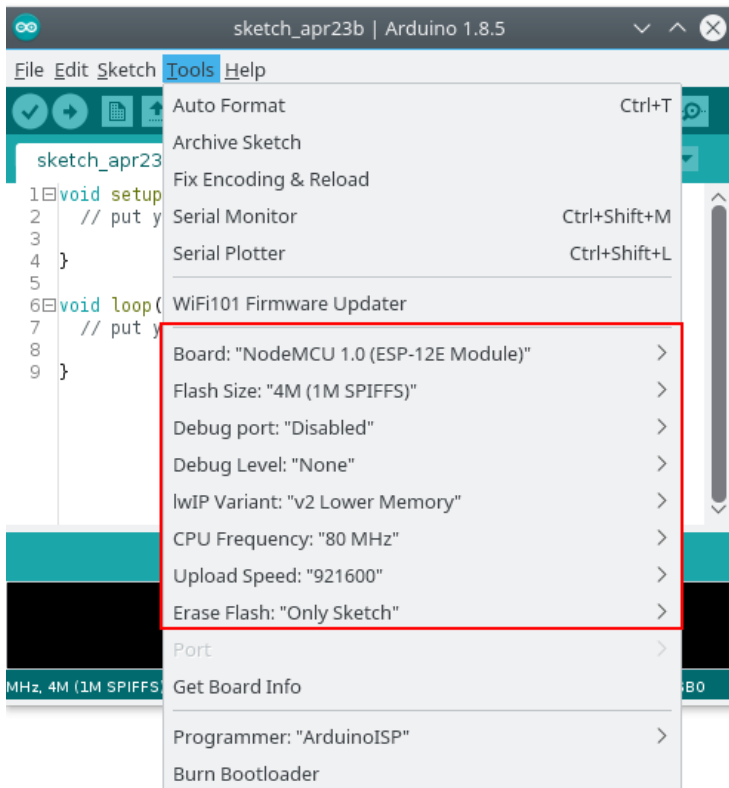 sketch_apr23b | Arduino 1.8.5
File Edit Sketch Tools Help
Auto Format Ctrl+T
Archive Sketch
sketch_apr23
Fix Encoding & Reload
1 void setup
2 // put y
Serial Monitor Ctrl+Shift+M
3
4 }
Serial Plotter Ctrl+Shift+L
5
6 void loop(
WiFi101 Firmware Updater
7 // put y
8
Board: "NodeMCU 1.0 (ESP-12E Module)"
9 }
Flash Size: "4M (1M SPIFFS)"
Debug port: "Disabled"
Debug Level: "None"
lwIP Variant: "v2 Lower Memory"
CPU Frequency: "80 MHz"
Upload Speed: "921600"
Erase Flash: "Only Sketch"
Port
MHz, 4M (1M SPIFFS)
Get Board Info
B0
Programmer: "ArduinoISP"
Burn Bootloader